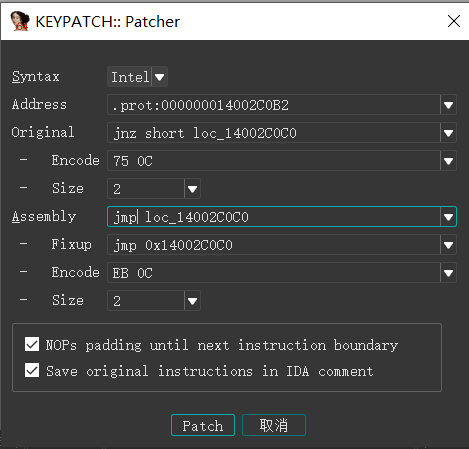 KEYPATCH:: Patcher
Syntax Intel
Address .prot:000000014002C0B2
Original jnz short loc_14002C0C0
- Encode 75 0C
- Size 2
Assembly jmp loc_14002C0C0
- Fixup jmp 0x14002C0C0
- Encode EB 0C
- Size 2
NOPs padding until next instruction boundary
Save original instructions in IDA comment
Patch 取消